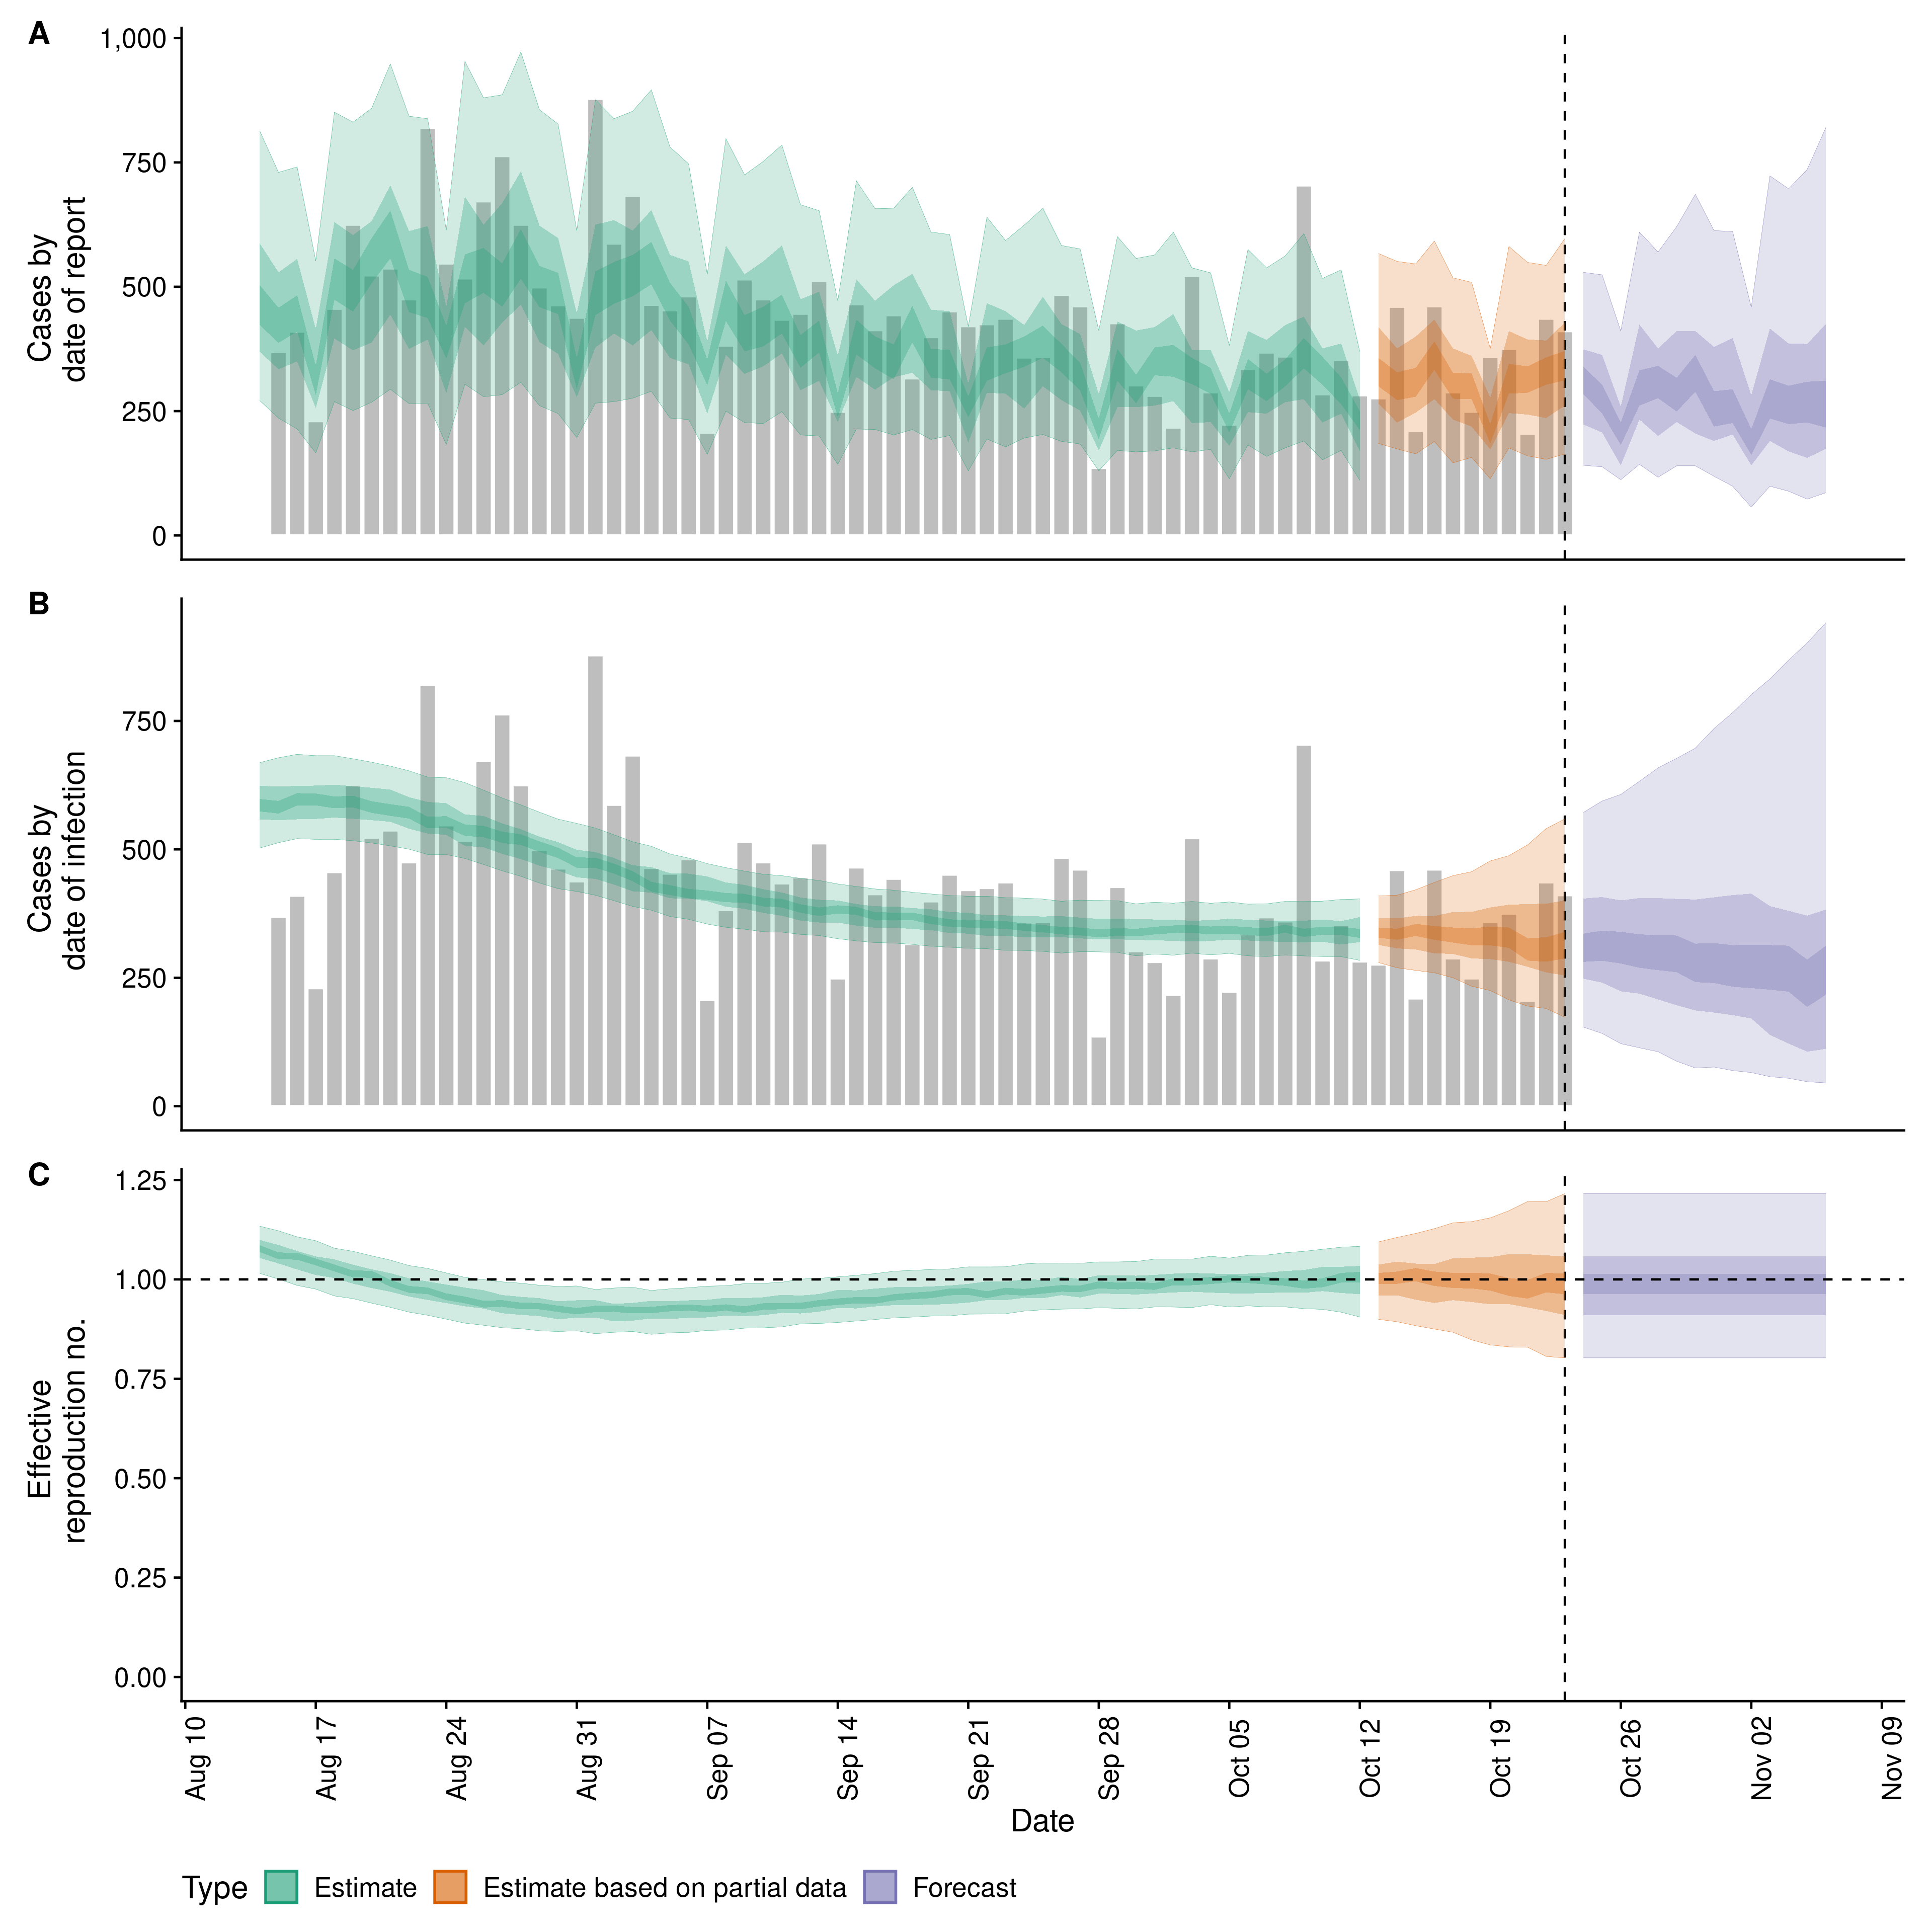 A
1,000
750
500
250
0
Cases by
date of report
B
750
500
250
0
Cases by
date of infection
C
1.25
1.00
0.75
0.50
0.25
0.00
Effective
reproduction no.
Aug 10
Aug 17
Aug 24
Aug 31
Sep 07
Sep 14
Sep 21
Sep 28
Oct 05
Oct 12
Oct 19
Oct 26
Nov 02
Nov 09
Date
Type Estimate Estimate based on partial data Forecast